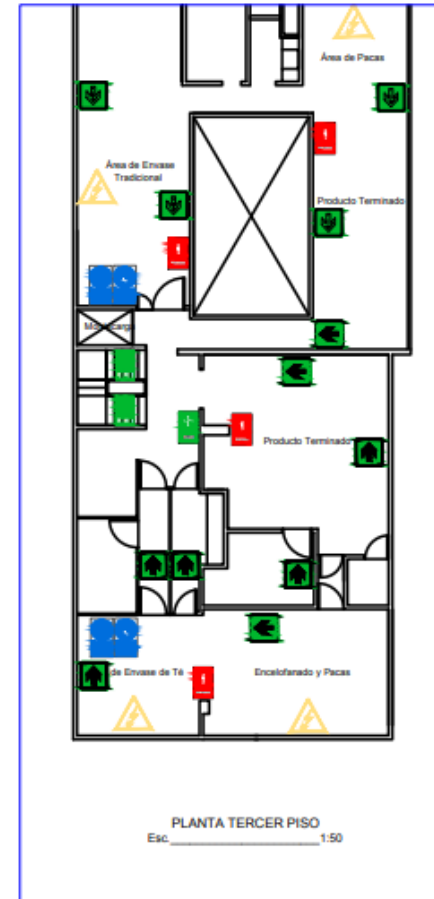 Área de Pacas
Área de Envase
Tradicional
Producto Terminado
Producto Terminado
de Envase de Té
Encelofanado y Pacas
PLANTA TERCER PISO
Esc.______________________1:50